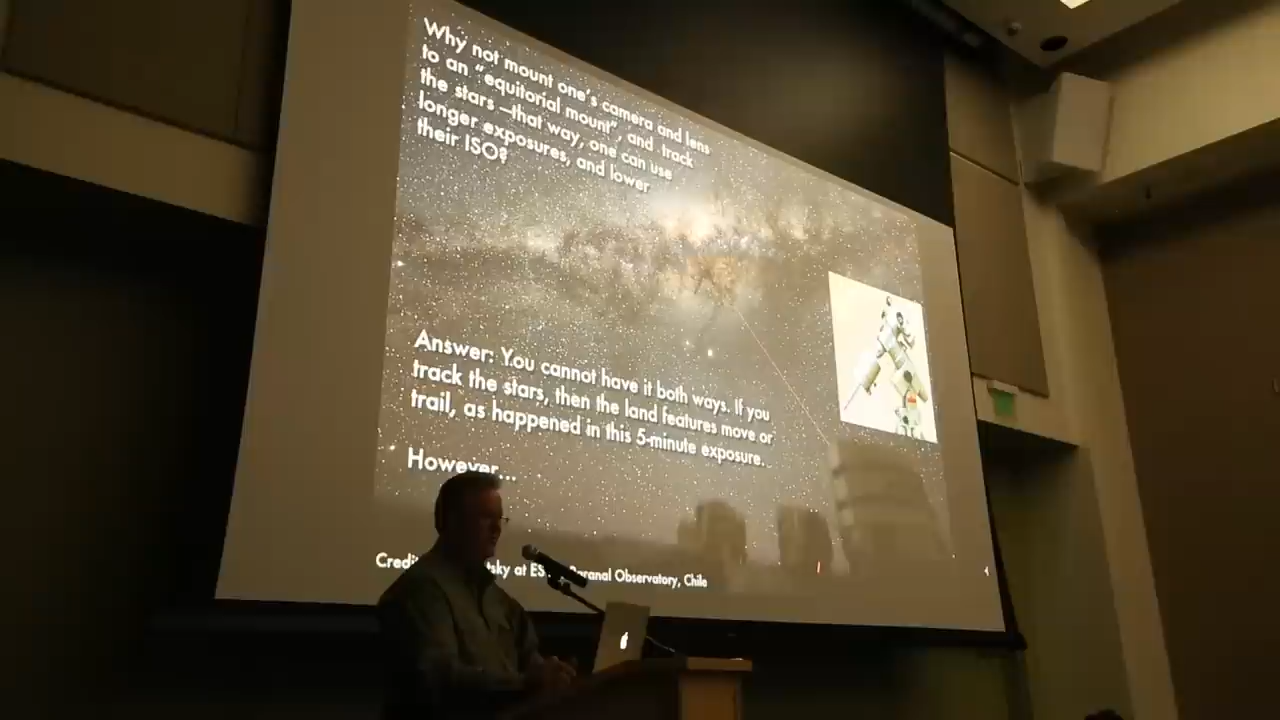 Why not mount one's camera and lens
to an "equitorial mount", and track
the stars –that way, one can use
longer exposures, and lower
their ISO?
Answer: You cannot have it both ways. If you
track the stars, then the land features move or
trail, as happened in this 5-minute exposure.
However...
at Paranal Observatory, Chile